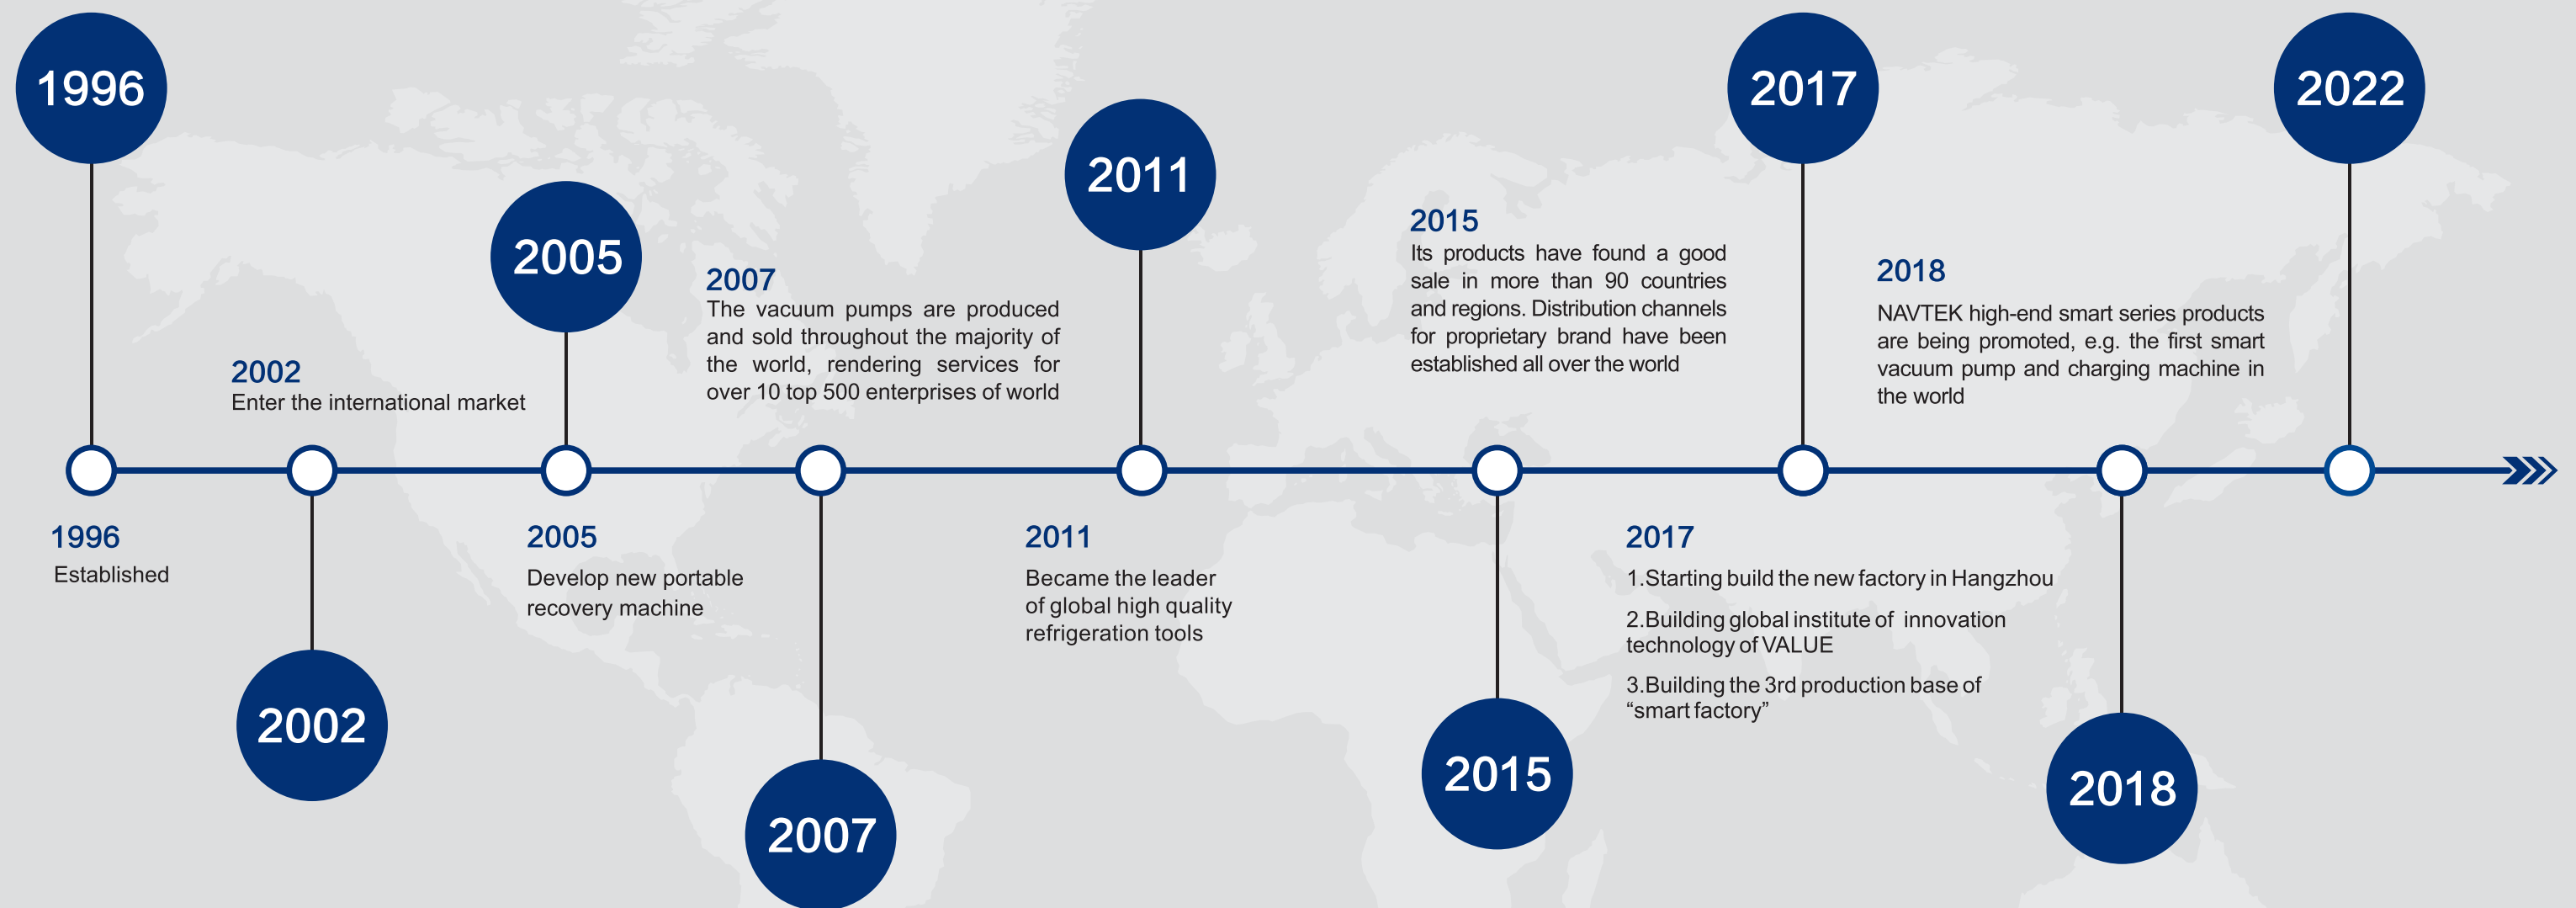 1996
2002
Enter the international market
2005
2007
The vacuum pumps are produced
and sold throughout the majority of
the world, rendering services for
over 10 top 500 enterprises of world
2011
2015
Its products have found a good
sale in more than 90 countries
and regions. Distribution channels
for proprietary brand have been
established all over the world
2017
2018
NAVTEK high-end smart series products
are being promoted, e.g. the first smart
vacuum pump and charging machine in
the world
2022
1996
Established
2002
2005
Develop new portable
recovery machine
2007
2011
Became the leader
of global high quality
refrigeration tools
2015
2017
1.Starting build the new factory in Hangzhou
2.Building global institute of innovation
technology of VALUE
3.Building the 3rd production base of
“smart factory”
2018